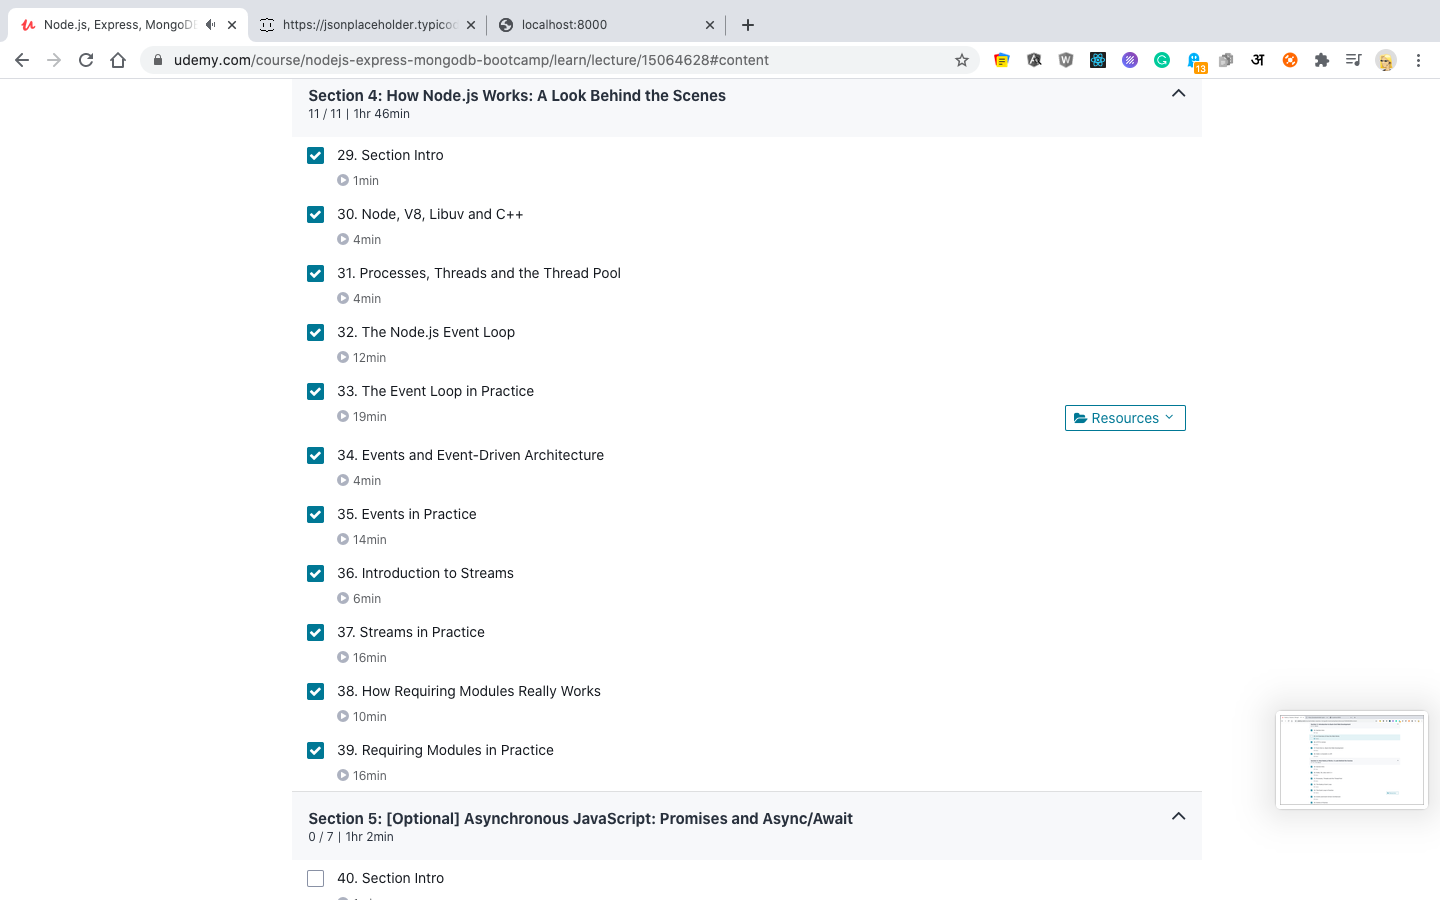 Node.js, Express, MongoDB
https://jsonplaceholder.typicod
localhost:8000
udemy.com/course/nodejs-express-mongodb-bootcamp/learn/lecture/15064628#content
13
अ
Section 4: How Node.js Works: A Look Behind the Scenes
11 / 11 | 1hr 46min
29. Section Intro
1min
30. Node, V8, Libuv and C++
4min
31. Processes, Threads and the Thread Pool
4min
32. The Node.js Event Loop
12min
33. The Event Loop in Practice
19min
Resources
34. Events and Event-Driven Architecture
4min
35. Events in Practice
14min
36. Introduction to Streams
6min
37. Streams in Practice
16min
38. How Requiring Modules Really Works
10min
39. Requiring Modules in Practice
16min
Section 5: [Optional] Asynchronous JavaScript: Promises and Async/Await
0 / 7 | 1hr 2min
40. Section Intro